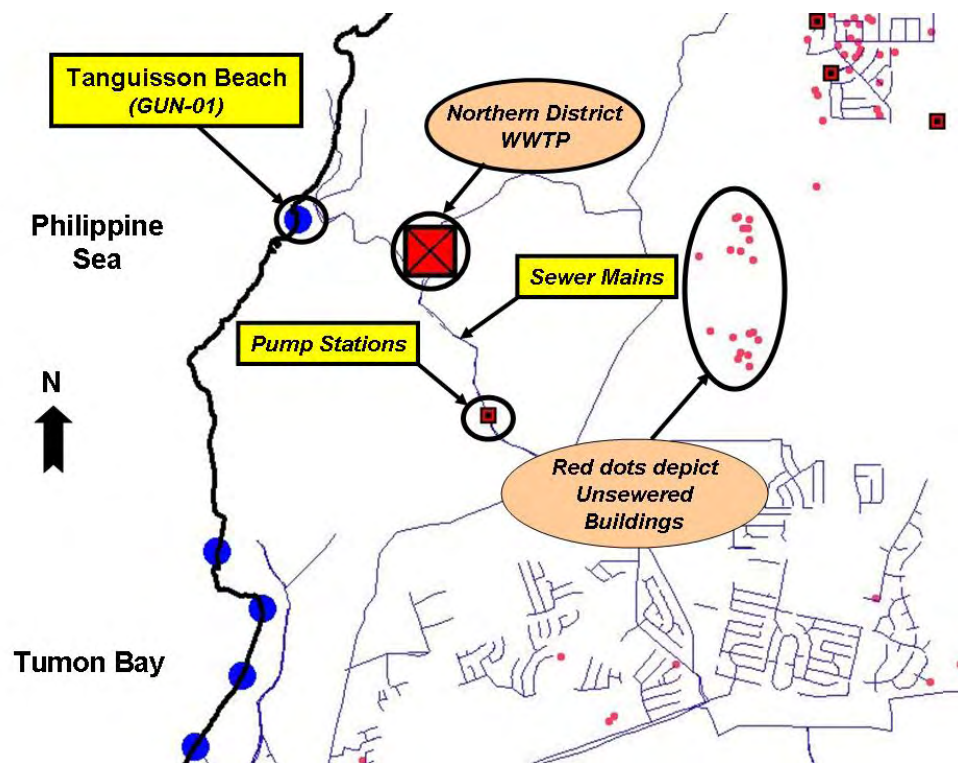 Tanguisson Beach
(GUN-01)
Northern District
WWTP
Philippine
Sea
Sewer Mains
Pump Stations
N
Red dots depict
Unsewered
Buildings
Tumon Bay